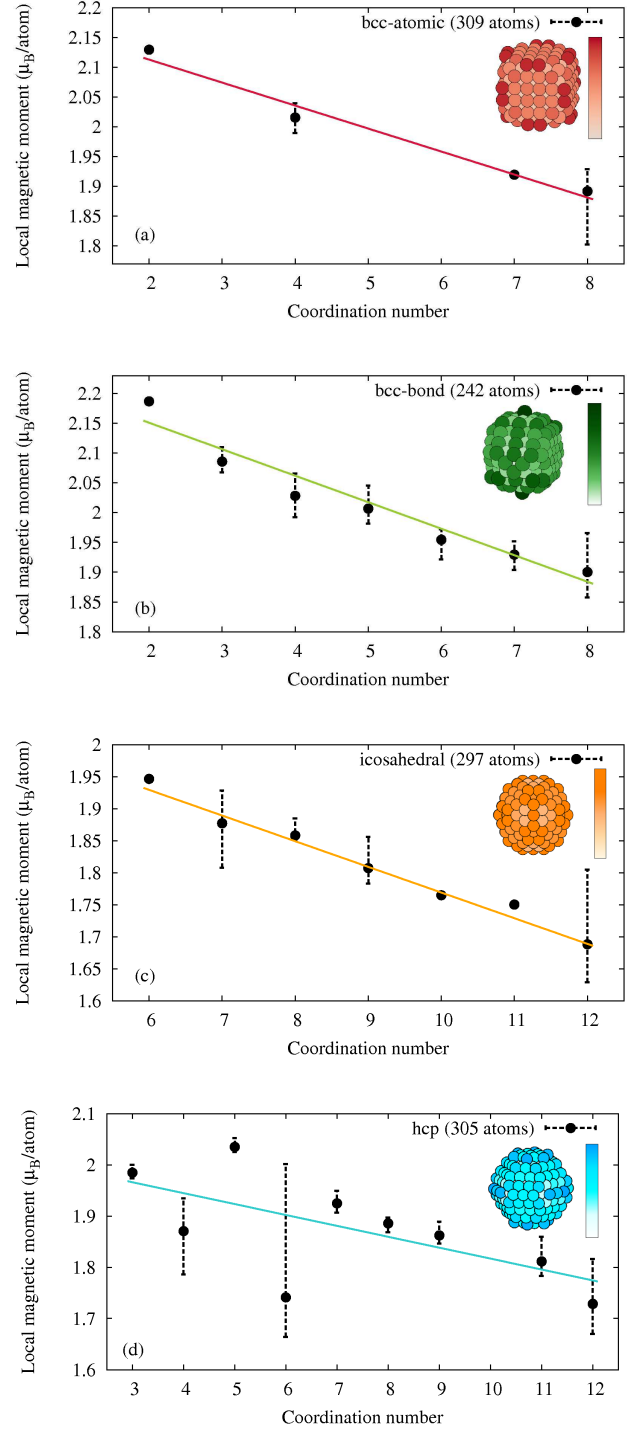 Local magnetic moment (μB/atom)
2.2
2.15
2.1
2.05
2
1.95
1.9
1.85
1.8
bcc-atomic (309 atoms)
(a)
2 3 4 5 6 7 8
Coordination number
Local magnetic moment (μB/atom)
2.2
2.15
2.1
2.05
2
1.95
1.9
1.85
1.8
bcc-bond (242 atoms)
(b)
2 3 4 5 6 7 8
Coordination number
Local magnetic moment (μB/atom)
2
1.95
1.9
1.85
1.8
1.75
1.7
1.65
1.6
icosahedral (297 atoms)
(c)
6 7 8 9 10 11 12
Coordination number
Local magnetic moment (μB/atom)
2.1
2
1.9
1.8
1.7
1.6
hcp (305 atoms)
(d)
3 4 5 6 7 8 9 10 11 12
Coordination number